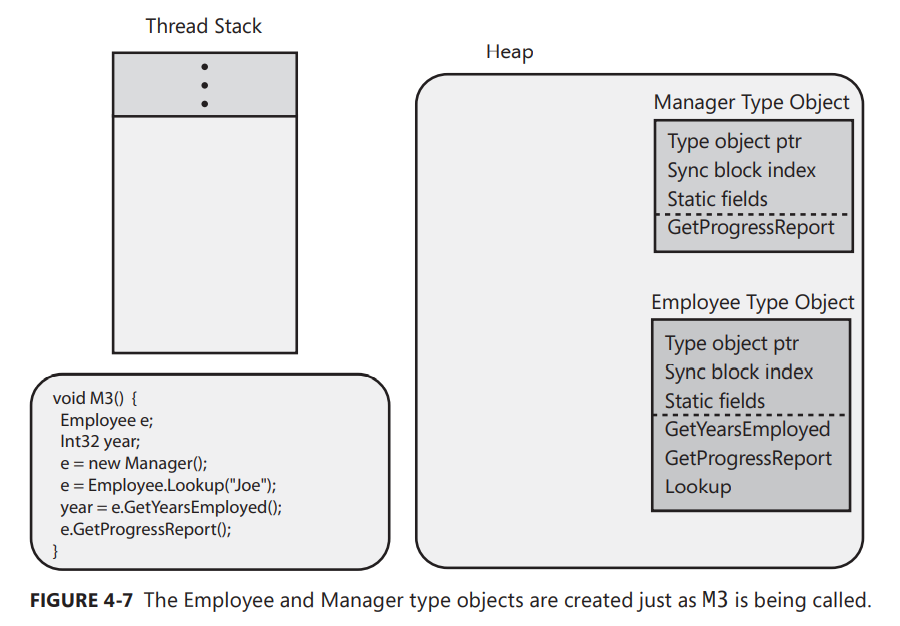 Thread Stack
Heap
Manager Type Object
Type object ptr
Sync block index
Static fields
GetProgressReport
Employee Type Object
Type object ptr
Sync block index
Static fields
GetYearsEmployed
GetProgressReport
Lookup
void M3() {
Employee e;
Int32 year;
e = new Manager();
e = Employee.Lookup("Joe");
year = e.GetYearsEmployed();
e.GetProgressReport();
}
FIGURE 4-7 The Employee and Manager type objects are created just as M3 is being called.